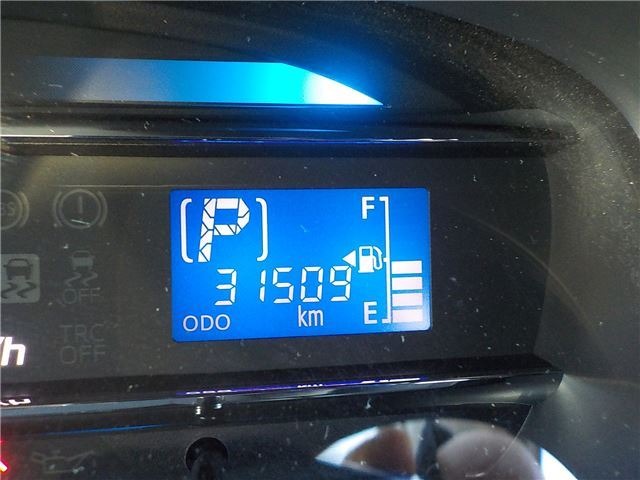 [P]
F
31509
ODO km E
OFF
TRC
OFF
/h